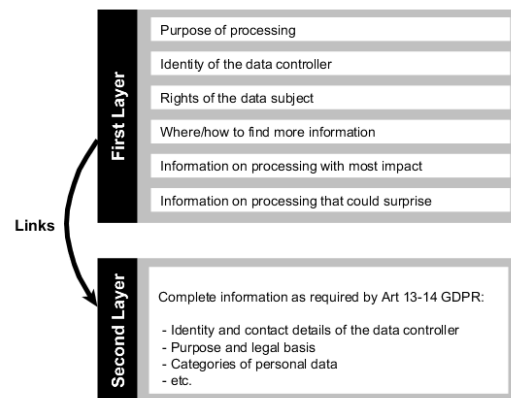 First Layer
Purpose of processing
Identity of the data controller
Rights of the data subject
Where/how to find more information
Information on processing with most impact
Information on processing that could surprise
Links
Second Layer
Complete information as required by Art 13-14 GDPR:
- Identity and contact details of the data controller
- Purpose and legal basis
- Categories of personal data
- etc.